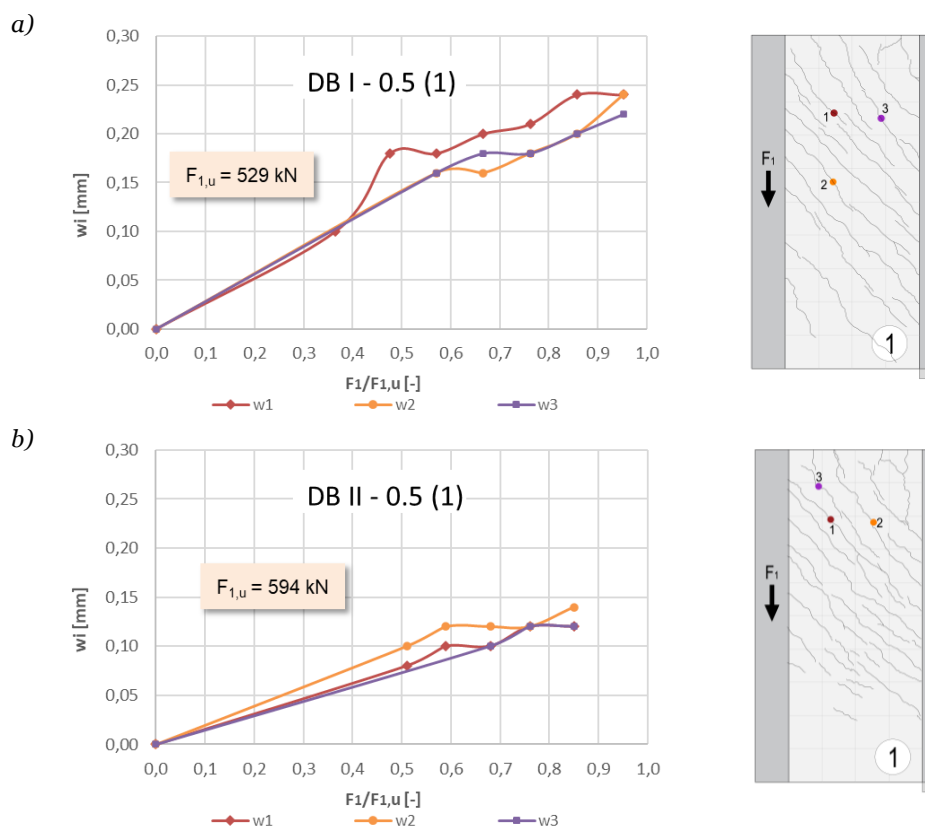 a)
0,30
0,25
0,20
0,15
0,10
0,05
0,00
wi [mm]
DB I - 0.5 (1)
F1,u = 529 kN
0,0 0,1 0,2 0,3 0,4 0,5 0,6 0,7 0,8 0,9 1,0
F1/F1,u [-]
w1 w2 w3
1
3
2
F1
1
b)
0,30
0,25
0,20
0,15
0,10
0,05
0,00
wi [mm]
DB II - 0.5 (1)
F1,u = 594 kN
0,0 0,1 0,2 0,3 0,4 0,5 0,6 0,7 0,8 0,9 1,0
F1/F1,u [-]
w1 w2 w3
3
1
2
F1
1